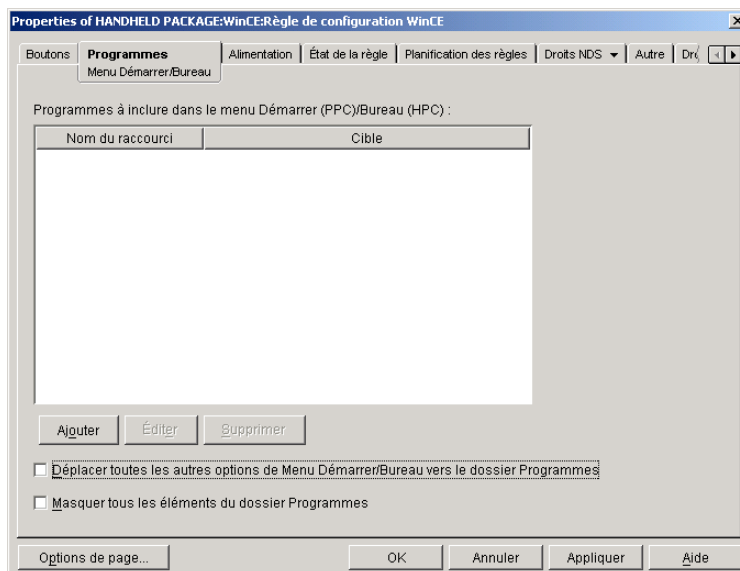 Properties of HANDHELD PACKAGE:WinCE:Règle de configuration WinCE
Boutons Programmes Alimentation État de la règle Planification des règles Droits NDS Autre
Menu Démarrer/Bureau
Programmes à inclure dans le menu Démarrer (PPC)/Bureau (HPC) :
Nom du raccourci Cible
Ajouter Éditer Supprimer
Déplacer toutes les autres options de Menu Démarrer/Bureau vers le dossier Programmes
Masquer tous les éléments du dossier Programmes
Options de page... OK Annuler Appliquer Aide